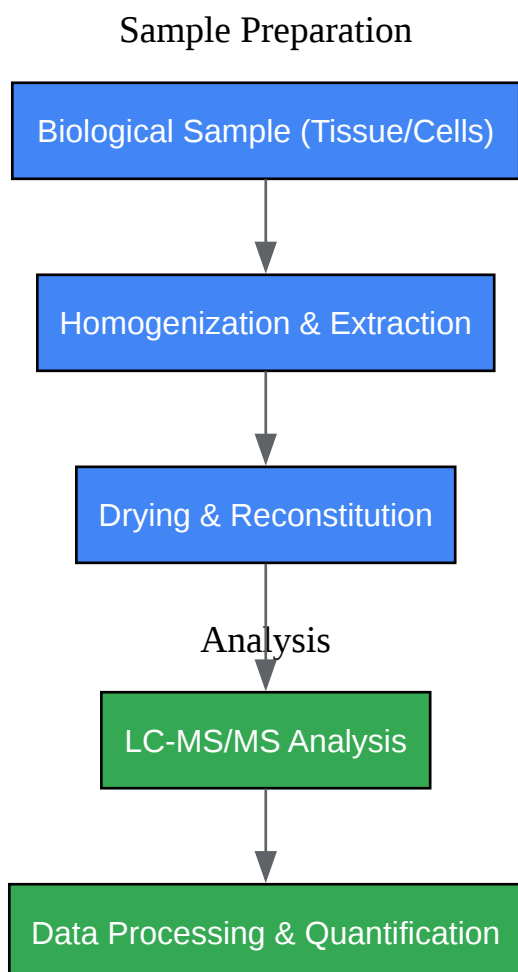 Sample Preparation
Biological Sample (Tissue/Cells)
Homogenization & Extraction
Drying & Reconstitution
Analysis
LC-MS/MS Analysis
Data Processing & Quantification